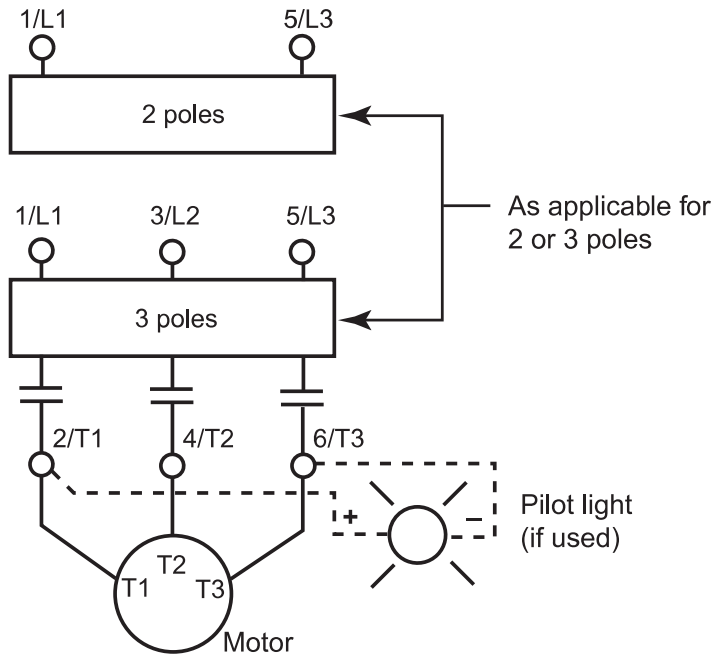 1/L1 5/L3
2 poles
1/L1 3/L2 5/L3
As applicable for
2 or 3 poles
3 poles
2/T1 4/T2 6/T3
+ –
Pilot light
(if used)
T1 T2 T3
Motor